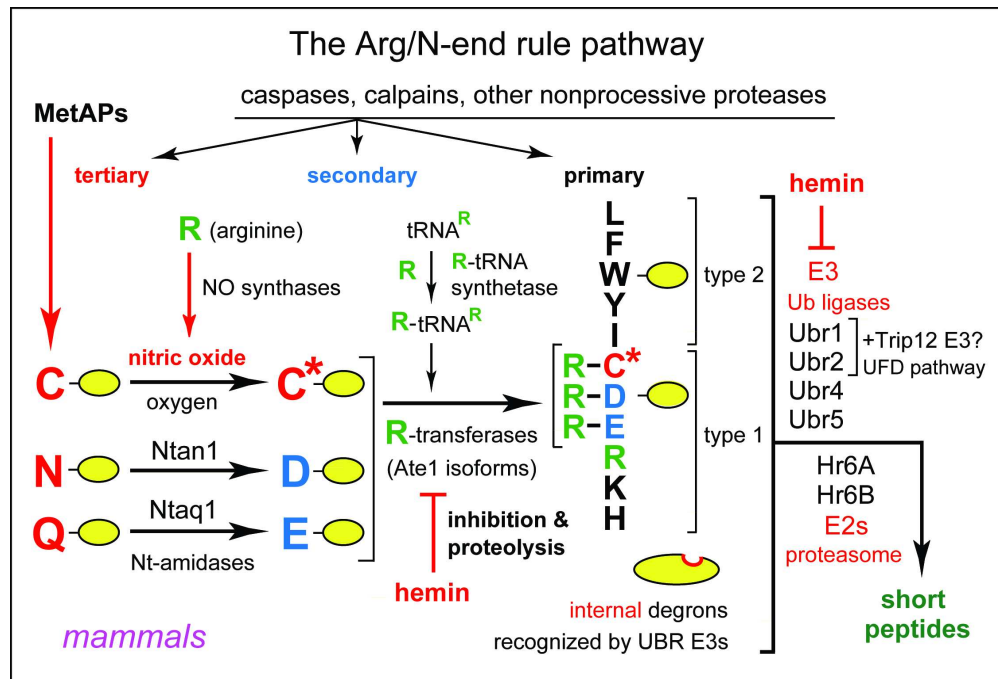 The Arg/N-end rule pathway
caspases, calpains, other nonprocessive proteases
MetAPs
tertiary
secondary
primary
R (arginine)
NO synthases
nitric oxide
oxygen
C
C*
N
Ntan1
D
Q
Ntaq1
E
Nt-amidases
tRNAᴿ
R
R-tRNA
synthetase
R-tRNAᴿ
R-transferases
(Ate1 isoforms)
inhibition &
proteolysis
hemin
L
F
W
Y
I
R-C*
R-D
R-E
R
K
H
type 2
type 1
internal degrons
recognized by UBR E3s
hemin
E3
Ub ligases
Ubr1
Ubr2
Ubr4
Ubr5
+Trip12 E3?
UFD pathway
Hr6A
Hr6B
E2s
proteasome
short
peptides
mammals